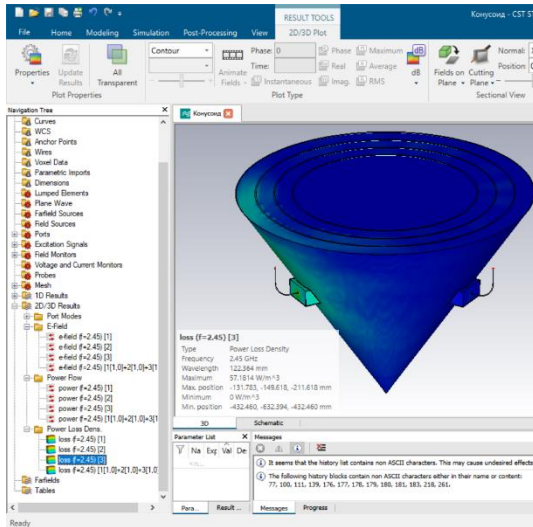 RESULT TOOLS
Конусоид - CST ST
File Home Modeling Simulation Post-Processing View 2D/3D Plot
Contour Phase: 0 Phase Maximum dB Normal:
Time: Real Average Position:
Properties Update Results All Transparent Animate Fields Instantaneous Imag. RMS dB Fields on Plane Cutting Plane
Plot Properties Plot Type Sectional View
Navigation Tree
Конусоид
Curves
WCS
Anchor Points
Wires
Voxel Data
Parametric Imports
Dimensions
Lumped Elements
Plane Wave
Farfield Sources
Field Sources
Ports
Excitation Signals
Field Monitors
Voltage and Current Monitors
Probes
Mesh
1D Results
2D/3D Results
Port Modes
E-Field
e-field (f=2.45) [1]
e-field (f=2.45) [2]
e-field (f=2.45) [3]
e-field (f=2.45) [1[1,0]+2[1,0]+3[1
Power Flow
power (f=2.45) [1]
power (f=2.45) [2]
power (f=2.45) [3]
power (f=2.45) [1[1,0]+2[1,0]+3[1
Power Loss Dens.
loss (f=2.45) [1]
loss (f=2.45) [2]
loss (f=2.45) [3]
loss (f=2.45) [1[1,0]+2[1,0]+3[1,0
Farfields
Tables
loss (f=2.45) [3]
Type Power Loss Density
Frequency 2.45 GHz
Wavelength 122.364 mm
Maximum 57.1814 W/m^3
Max. position -131.783, -149.618, -211.618 mm
Minimum 0 W/m^3
Min. position -432.460, -632.394, -432.460 mm
3D Schematic
Parameter List Messages
Na Exp Val De
It seems that the history list contains non ASCII characters. This may cause undesired effects
The following history blocks contain non ASCII characters either in their name or content:
77, 100, 111, 139, 176, 177, 178, 179, 180, 181, 183, 218, 261.
Para... Result ... Messages Progress
Ready